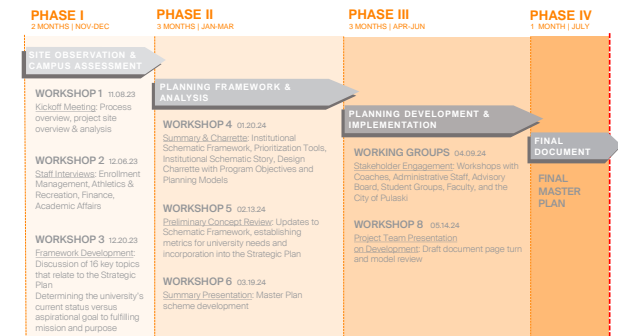 PHASE I
2 MONTHS | NOV-DEC
SITE OBSERVATION &
CAMPUS ASSESSMENT
WORKSHOP 1 11.08.23
Kickoff Meeting: Process
overview, project site
overview & analysis
WORKSHOP 2 12.06.23
Staff Interviews: Enrollment
Management, Athletics &
Recreation, Finance,
Academic Affairs
WORKSHOP 3 12.20.23
Framework Development:
Discussion of 16 key topics
that relate to the Strategic
Plan
Determining the university's
current status versus
aspirational goal to fulfilling
mission and purpose
PHASE II
3 MONTHS | JAN-MAR
PLANNING FRAMEWORK &
ANALYSIS
WORKSHOP 4 01.20.24
Summary & Charrette: Institutional
Schematic Framework, Prioritization Tools,
Institutional Schematic Story, Design
Charrette with Program Objectives and
Planning Models
WORKSHOP 5 02.13.24
Preliminary Concept Review: Updates to
Schematic Framework, establishing
metrics for university needs and
incorporation into the Strategic Plan
WORKSHOP 6 03.19.24
Summary Presentation: Master Plan
scheme development
PHASE III
3 MONTHS | APR-JUN
PLANNING DEVELOPMENT &
IMPLEMENTATION
WORKING GROUPS 04.09.24
Stakeholder Engagement: Workshops with
Coaches, Administrative Staff, Advisory
Board, Student Groups, Faculty, and the
City of Pulaski
WORKSHOP 8 05.14.24
Project Team Presentation
on Development: Draft document page turn
and model review
PHASE IV
1 MONTH | JULY
FINAL
DOCUMENT
FINAL
MASTER
PLAN